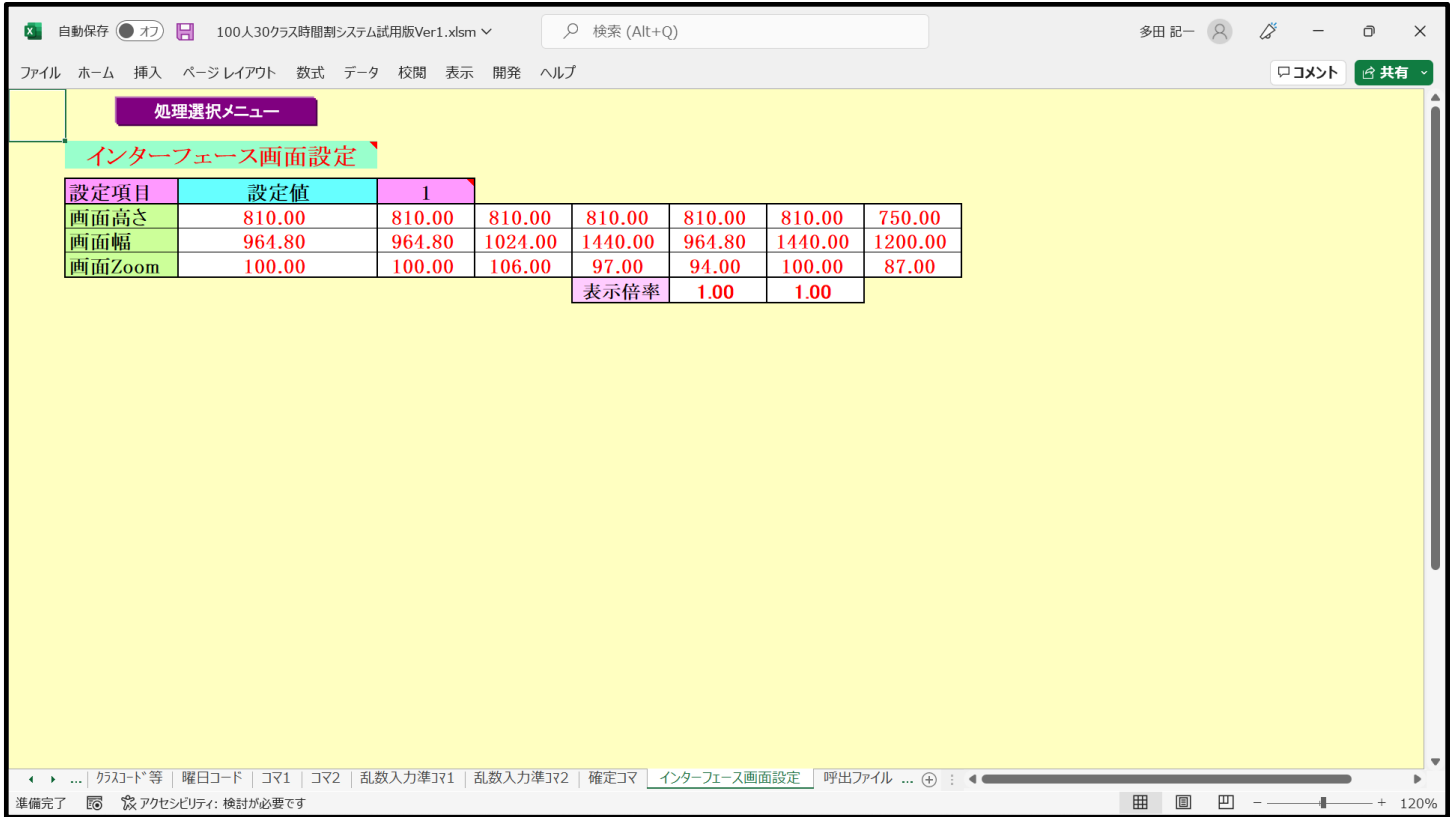 自動保存 オフ 100人30クラス時間割システム試用版Ver1.xlsm 検索 (Alt+Q) 多田 記一
ファイル ホーム 挿入 ページ レイアウト 数式 データ 校閲 表示 開発 ヘルプ コメント 共有
処理選択メニュー
インターフェース画面設定
設定項目 設定値 1
画面高さ 810.00 810.00 810.00 810.00 810.00 810.00 750.00
画面幅 964.80 964.80 1024.00 1440.00 964.80 1440.00 1200.00
画面Zoom 100.00 100.00 106.00 97.00 94.00 100.00 87.00
表示倍率 1.00 1.00
... ｸﾗｽｺｰﾄﾞ等 曜日コード コマ1 コマ2 乱数入力準ｺﾏ1 乱数入力準ｺﾏ2 確定コマ インターフェース画面設定 呼出ファイル ...
準備完了 アクセシビリティ: 検討が必要です 120%